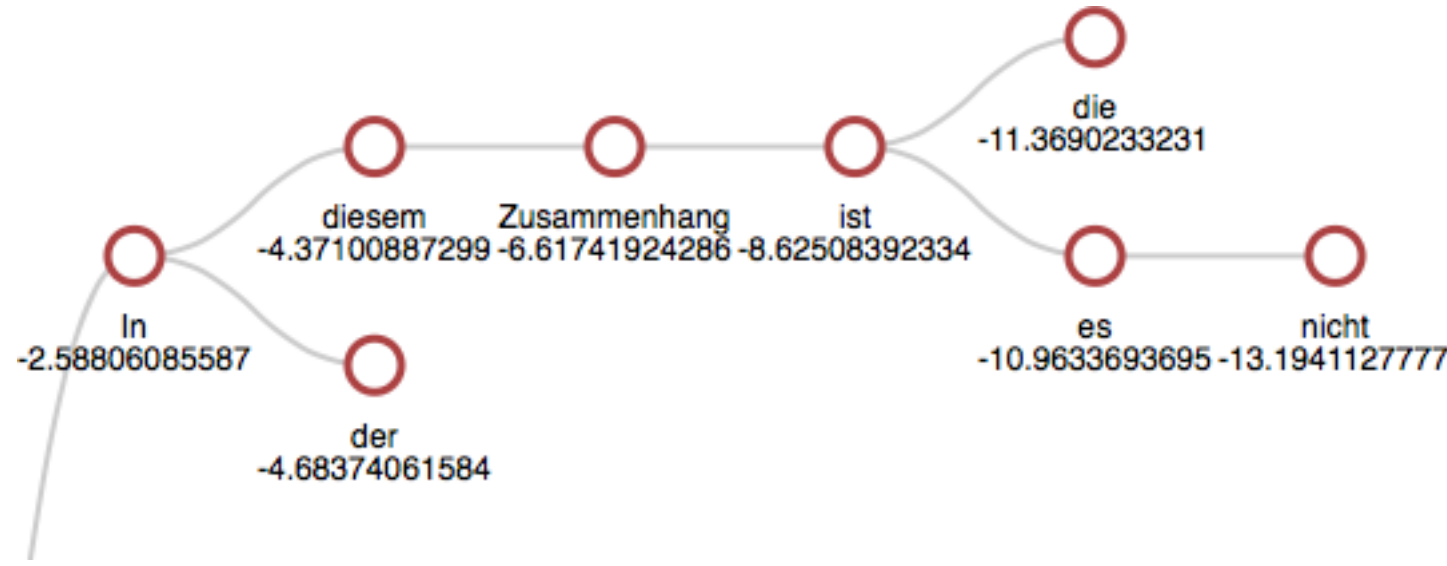 die
-11.3690233231
diesem Zusammenhang ist
-4.37100887299 -6.61741924286 -8.62508392334
In es nicht
-2.58806085587 -10.9633693695 -13.1941127777
der
-4.68374061584